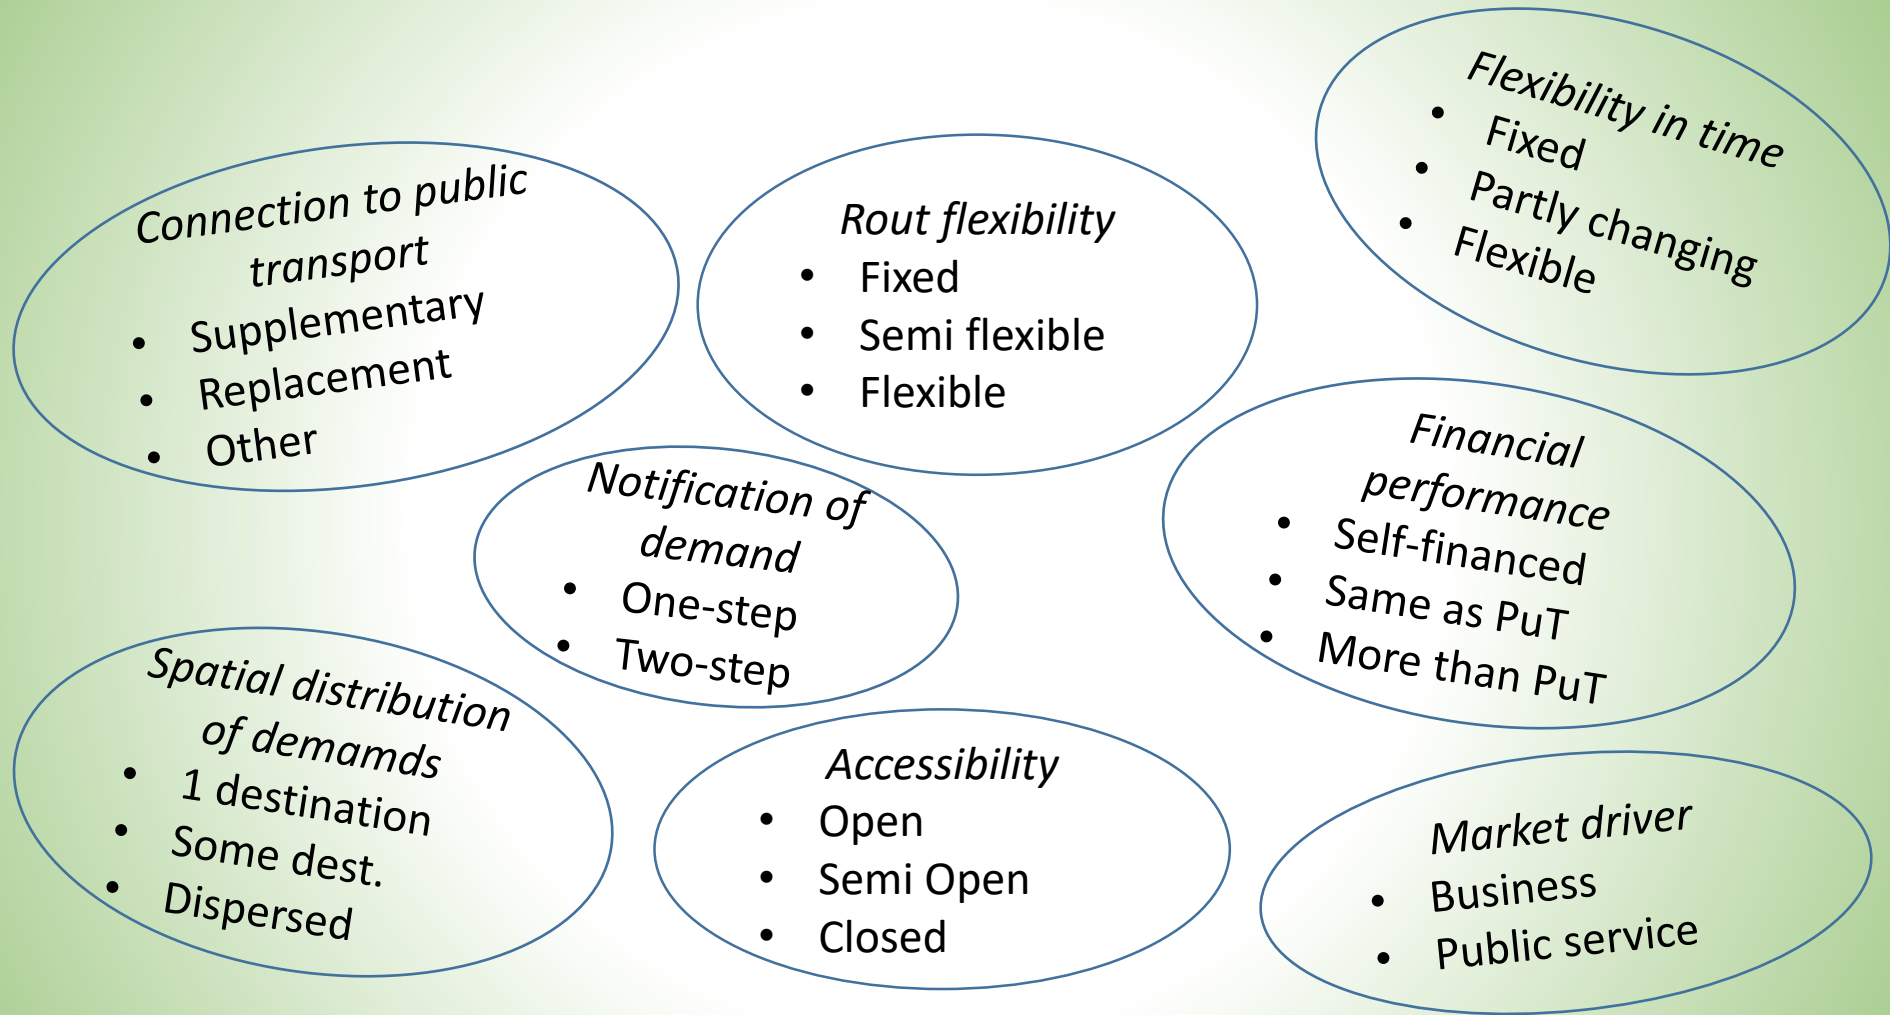 Connection to public
transport
• Supplementary
• Replacement
• Other
Rout flexibility
• Fixed
• Semi flexible
• Flexible
Flexibility in time
• Fixed
• Partly changing
• Flexible
Notification of
demand
• One-step
• Two-step
Financial
performance
• Self-financed
• Same as PuT
• More than PuT
Spatial distribution
of demamds
• 1 destination
• Some dest.
• Dispersed
Accessibility
• Open
• Semi Open
• Closed
Market driver
• Business
• Public service